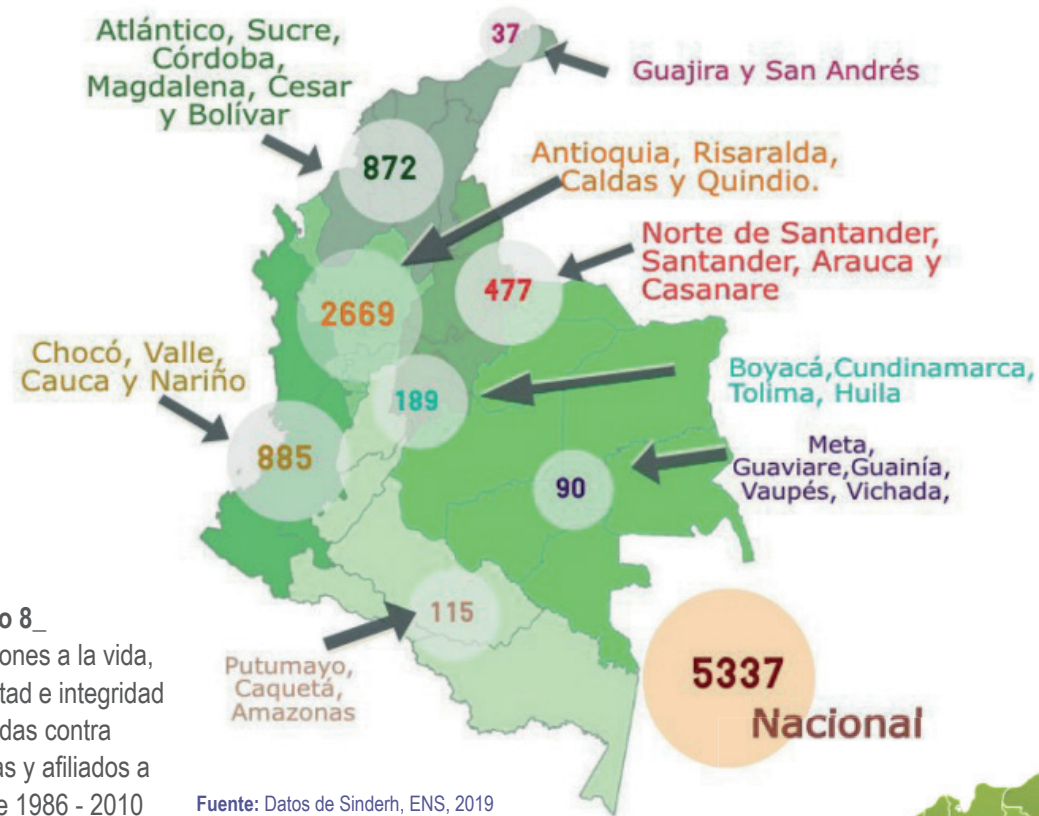 Atlántico, Sucre,
Córdoba,
Magdalena, Cesar
y Bolívar
37
Guajira y San Andrés
872
Antioquia, Risaralda,
Caldas y Quindio.
Norte de Santander,
Santander, Arauca y
Casanare
477
2669
Chocó, Valle,
Cauca y Nariño
189
Boyacá,Cundinamarca,
Tolima, Huila
885
Meta,
Guaviare,Guainía,
Vaupés, Vichada,
90
115
Putumayo,
Caquetá,
Amazonas
5337
Nacional
o 8_
ones a la vida,
tad e integridad
das contra
as y afiliados a
e 1986 - 2010
Fuente: Datos de Sinderh, ENS, 2019